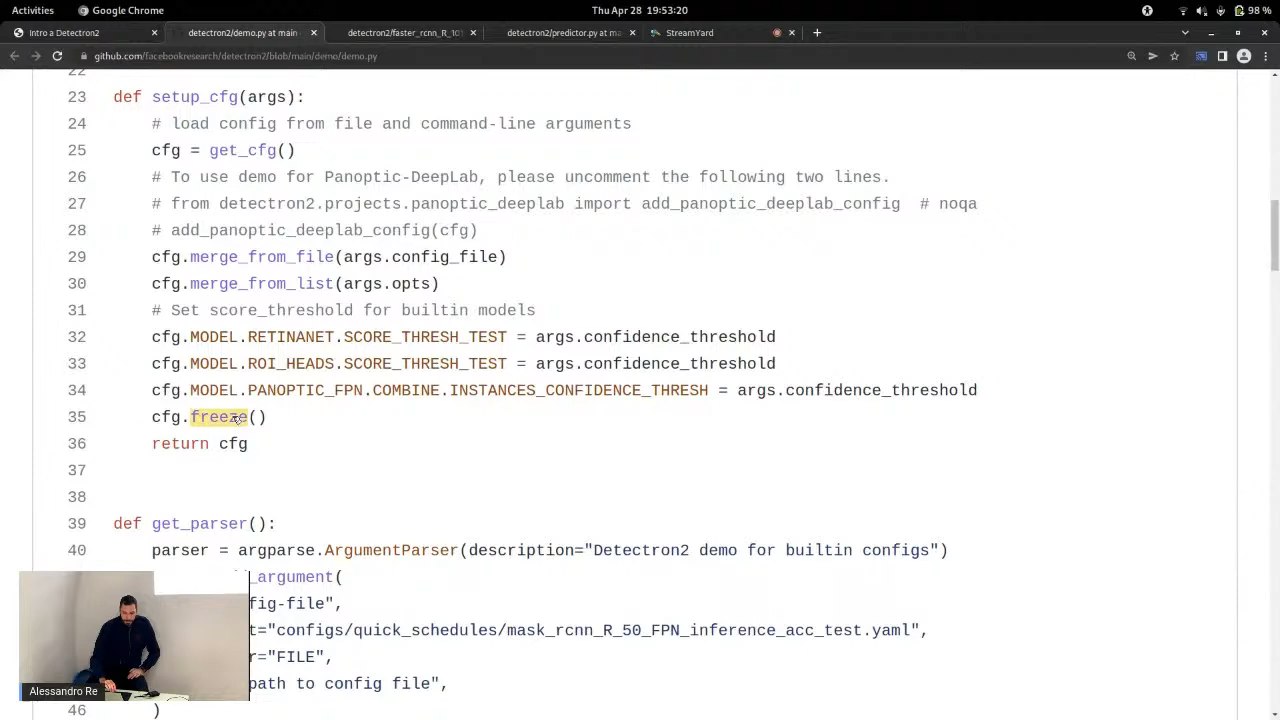 Activities Google Chrome Thu Apr 28 19:53:20 98 %
Intro a Detectron2 × detectron2/demo.py at main × detectron2/faster_rcnn_R_101 × detectron2/predictor.py at ma × StreamYard × +
github.com/facebookresearch/detectron2/blob/main/demo/demo.py
22
23 def setup_cfg(args):
24 # load config from file and command-line arguments
25 cfg = get_cfg()
26 # To use demo for Panoptic-DeepLab, please uncomment the following two lines.
27 # from detectron2.projects.panoptic_deeplab import add_panoptic_deeplab_config  # noqa
28 # add_panoptic_deeplab_config(cfg)
29 cfg.merge_from_file(args.config_file)
30 cfg.merge_from_list(args.opts)
31 # Set score_threshold for builtin models
32 cfg.MODEL.RETINANET.SCORE_THRESH_TEST = args.confidence_threshold
33 cfg.MODEL.ROI_HEADS.SCORE_THRESH_TEST = args.confidence_threshold
34 cfg.MODEL.PANOPTIC_FPN.COMBINE.INSTANCES_CONFIDENCE_THRESH = args.confidence_threshold
35 cfg.freeze()
36 return cfg
37
38
39 def get_parser():
40 parser = argparse.ArgumentParser(description="Detectron2 demo for builtin configs")
_argument(
fig-file",
t="configs/quick_schedules/mask_rcnn_R_50_FPN_inference_acc_test.yaml",
r="FILE",
path to config file",
46 )
Alessandro Re